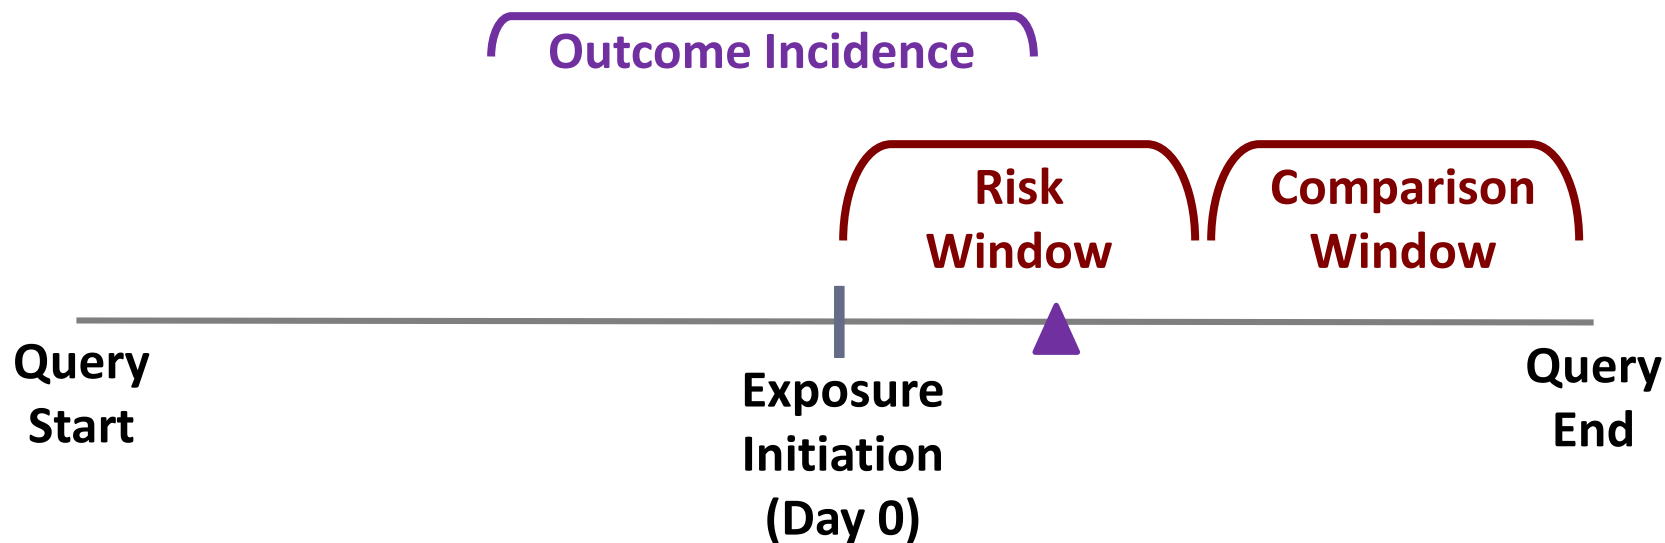 Outcome Incidence
Risk
Window
Comparison
Window
Query
Start
Exposure
Initiation
(Day 0)
Query
End